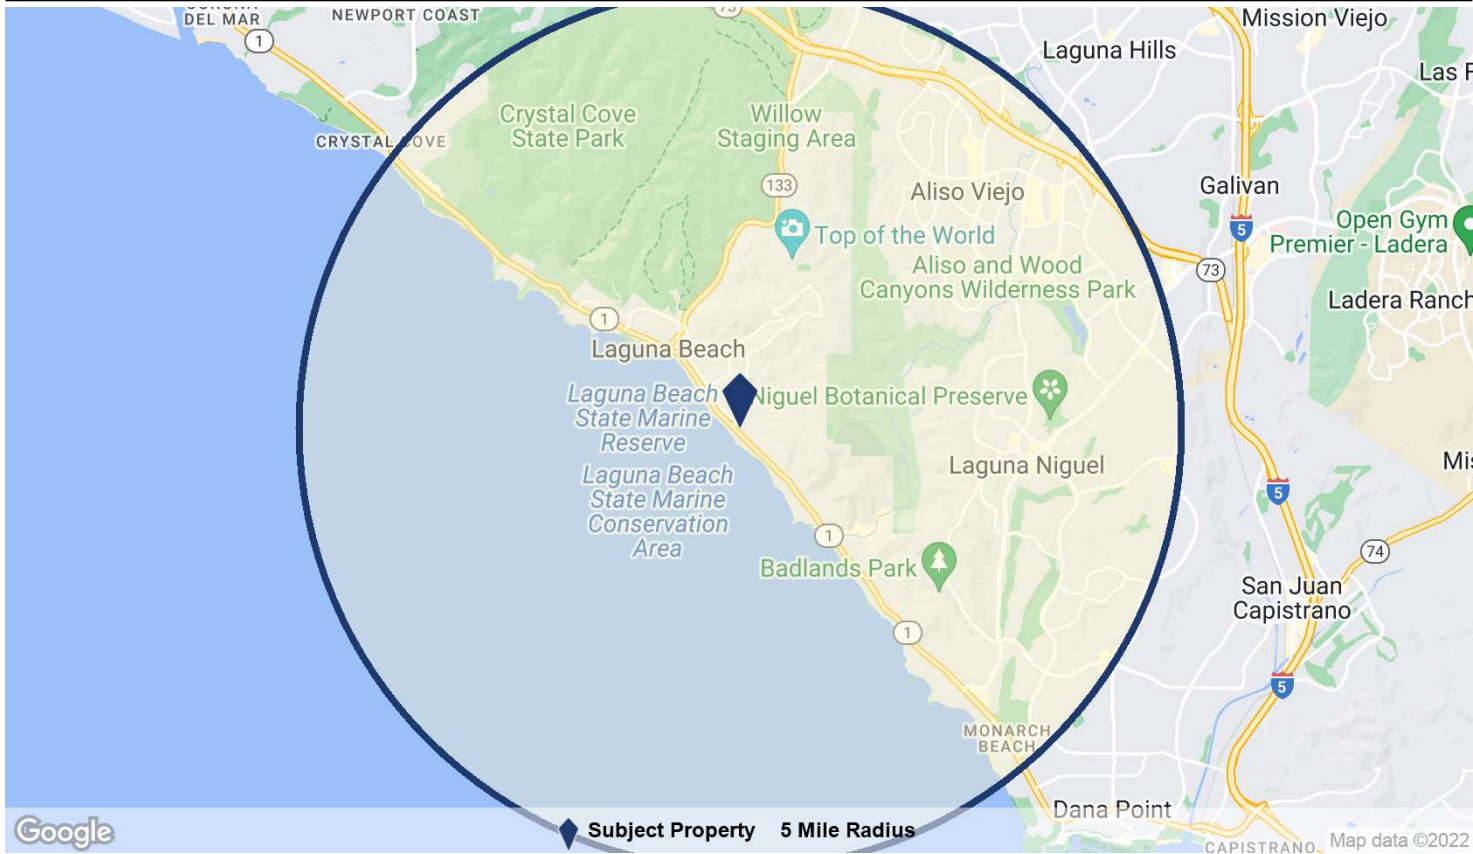 CORONA
DEL MAR
NEWPORT COAST
1
73
Mission Viejo
Laguna Hills
Las F
Crystal Cove
State Park
Willow
Staging Area
CRYSTAL COVE
133
Aliso Viejo
Galivan
5
Open Gym
Premier - Ladera
Top of the World
Aliso and Wood
Canyons Wilderness Park
73
Ladera Ranch
1
Laguna Beach
Laguna Beach
State Marine
Reserve
Niguel Botanical Preserve
Laguna Niguel
Mis
Laguna Beach
State Marine
Conservation
Area
5
1
74
Badlands Park
San Juan
Capistrano
1
5
MONARCH
BEACH
Dana Point
Google
Subject Property 5 Mile Radius
CAPISTRANO
Map data ©2022